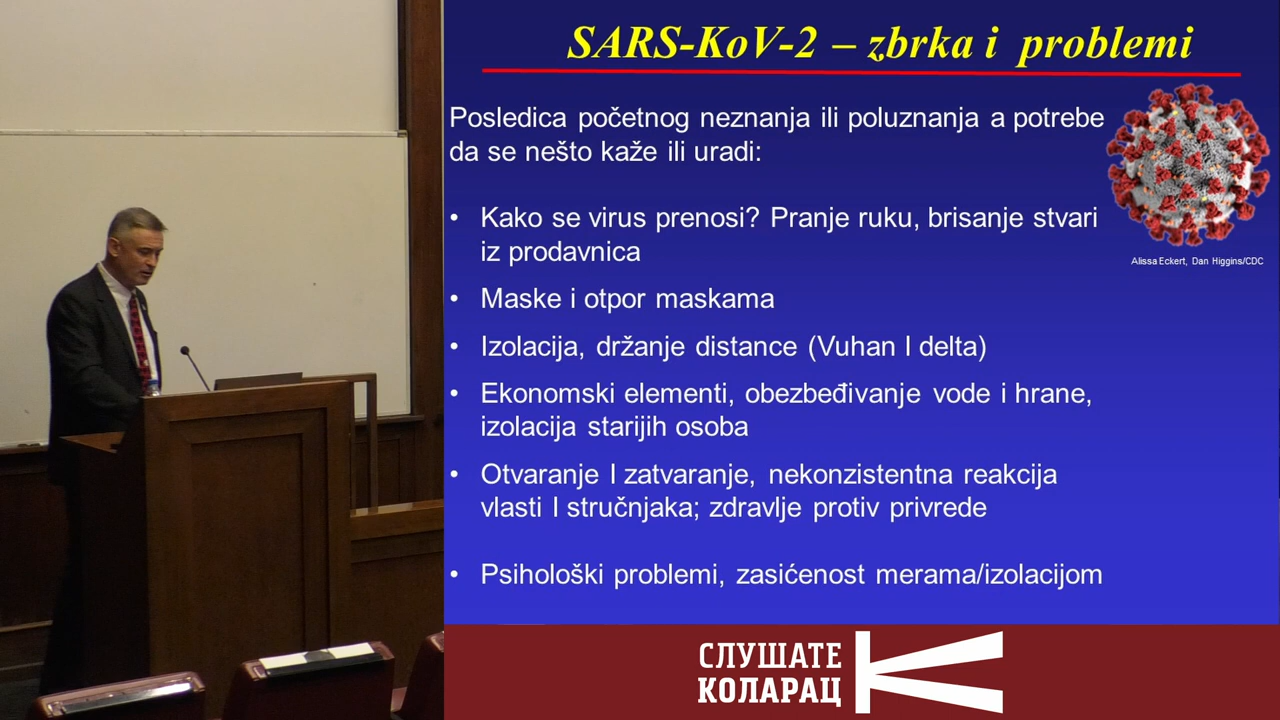 SARS-KoV-2 – zbrka i problemi
Posledica početnog neznanja ili poluznanja a potrebe
da se nešto kaže ili uradi:
• Kako se virus prenosi? Pranje ruku, brisanje stvari
iz prodavnica
Alissa Eckert, Dan Higgins/CDC
• Maske i otpor maskama
• Izolacija, držanje distance (Vuhan I delta)
• Ekonomski elementi, obezbeđivanje vode i hrane,
izolacija starijih osoba
• Otvaranje I zatvaranje, nekonzistentna reakcija
vlasti I stručnjaka; zdravlje protiv privrede
• Psihološki problemi, zasićenost merama/izolacijom
СЛУШАТЕ
КОЛАРАЦ